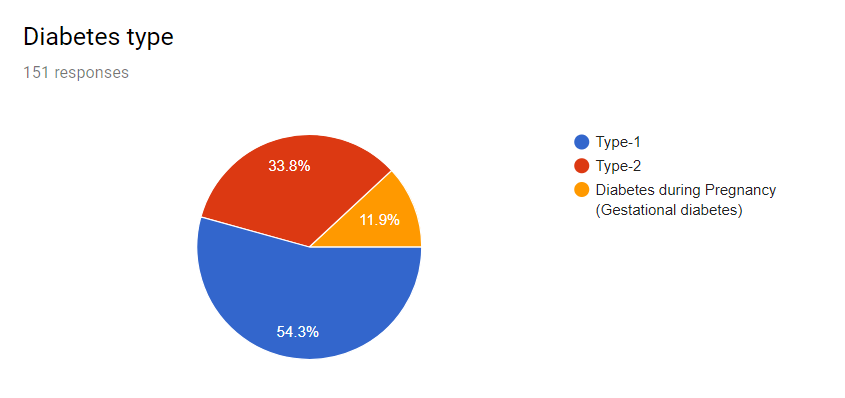 Diabetes type
151 responses
33.8%
11.9%
54.3%
Type-1
Type-2
Diabetes during Pregnancy
(Gestational diabetes)